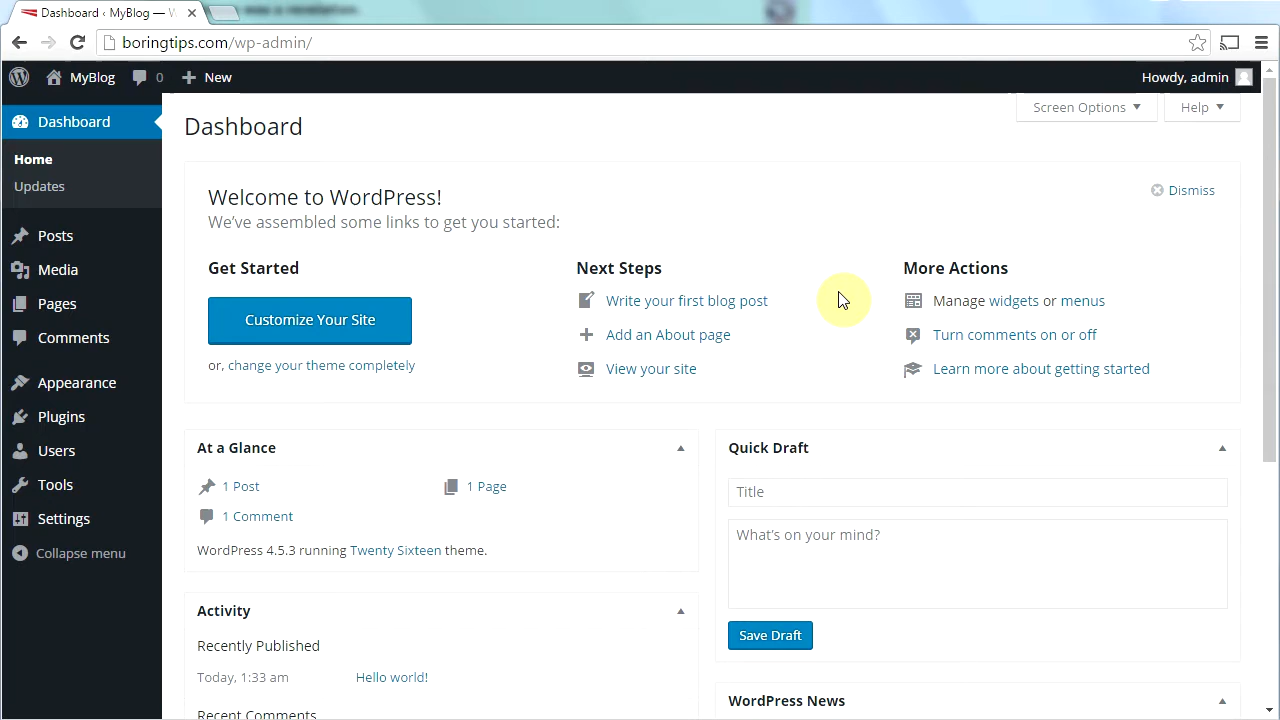 Dashboard ‹ MyBlog — W
was a revelation.
boringtips.com/wp-admin/
MyBlog 0 New Howdy, admin
Screen Options Help
Dashboard
Home
Updates
Posts
Media
Pages
Comments
Appearance
Plugins
Users
Tools
Settings
Collapse menu
Dashboard
Welcome to WordPress!
Dismiss
We've assembled some links to get you started:
Get Started
Customize Your Site
or, change your theme completely
Next Steps
Write your first blog post
Add an About page
View your site
More Actions
Manage widgets or menus
Turn comments on or off
Learn more about getting started
At a Glance
1 Post 1 Page
1 Comment
WordPress 4.5.3 running Twenty Sixteen theme.
Activity
Recently Published
Today, 1:33 am Hello world!
Recent Comments
Quick Draft
Title
What's on your mind?
Save Draft
WordPress News